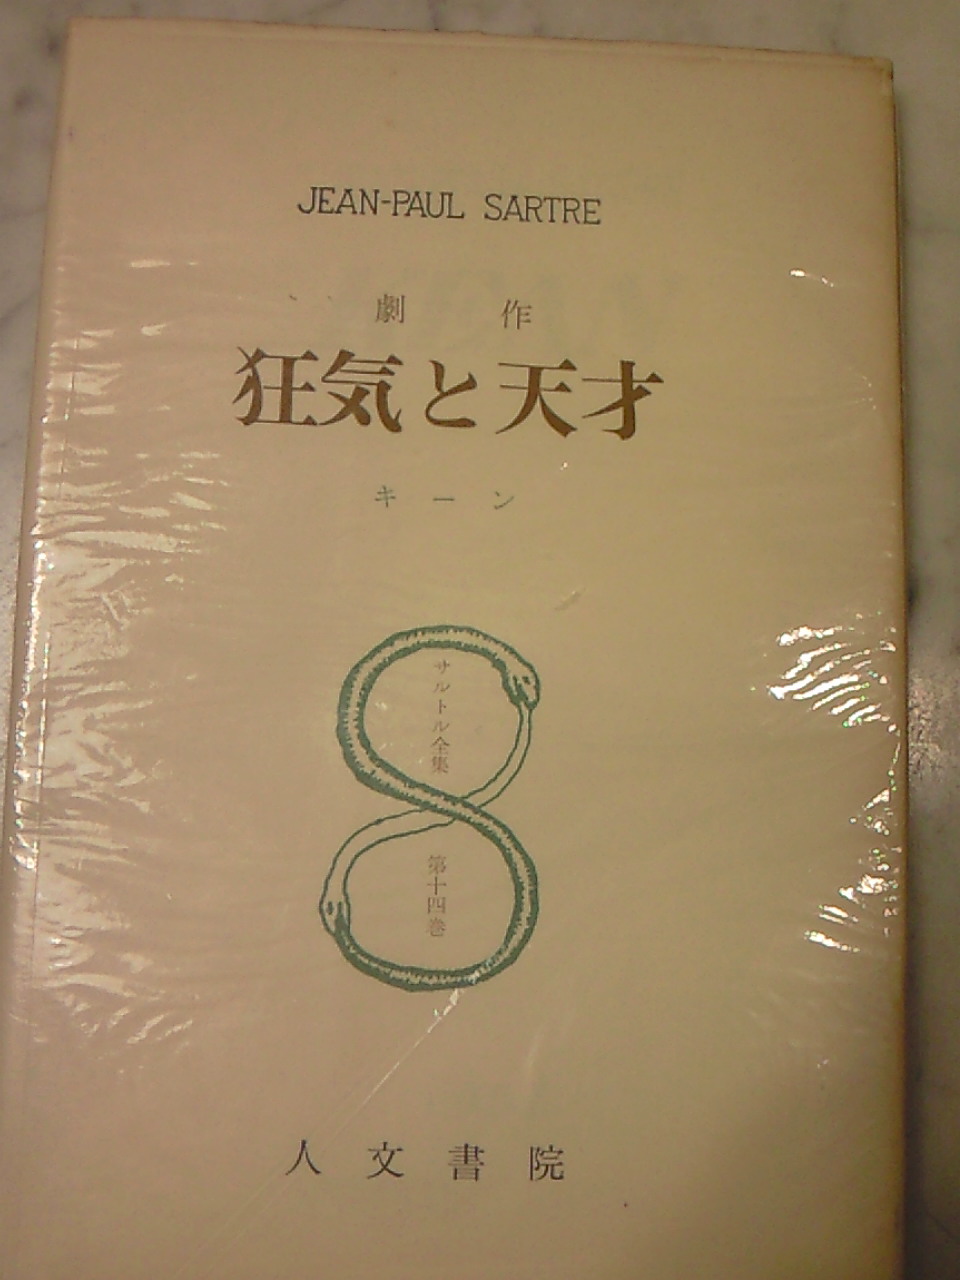 JEAN-PAUL SARTRE
劇作
狂気と天才
キーン
サルトル全集
第十四巻
人文書院